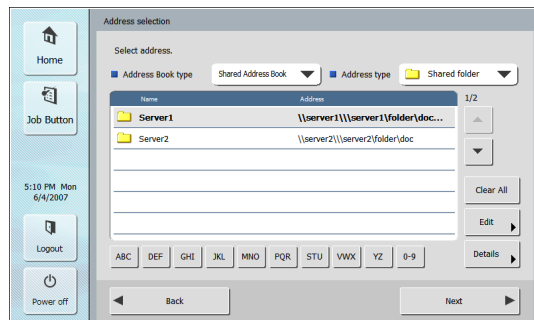 Address selection
Home
Job Button
5:10 PM Mon
6/4/2007
Logout
Power off
Select address.
Address Book type
Shared Address Book
Address type
Shared folder
Name Address
Server1 \\server1\\\server1\folder\doc...
Server2 \\server2\\\server2\folder\doc
1/2
Clear All
Edit
Details
ABC DEF GHI JKL MNO PQR STU VWX YZ 0-9
Back
Next